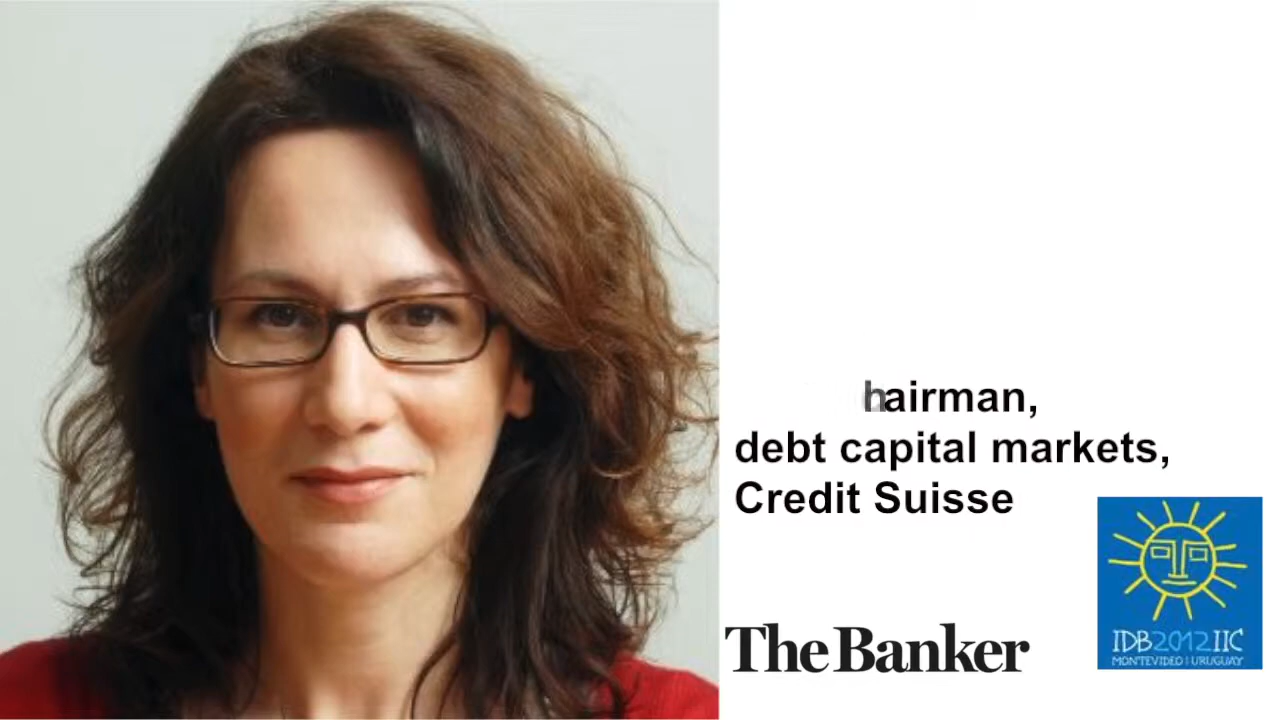 hairman,
debt capital markets,
Credit Suisse
The Banker
IDB2012IIC
MONTEVIDEO | URUGUAY